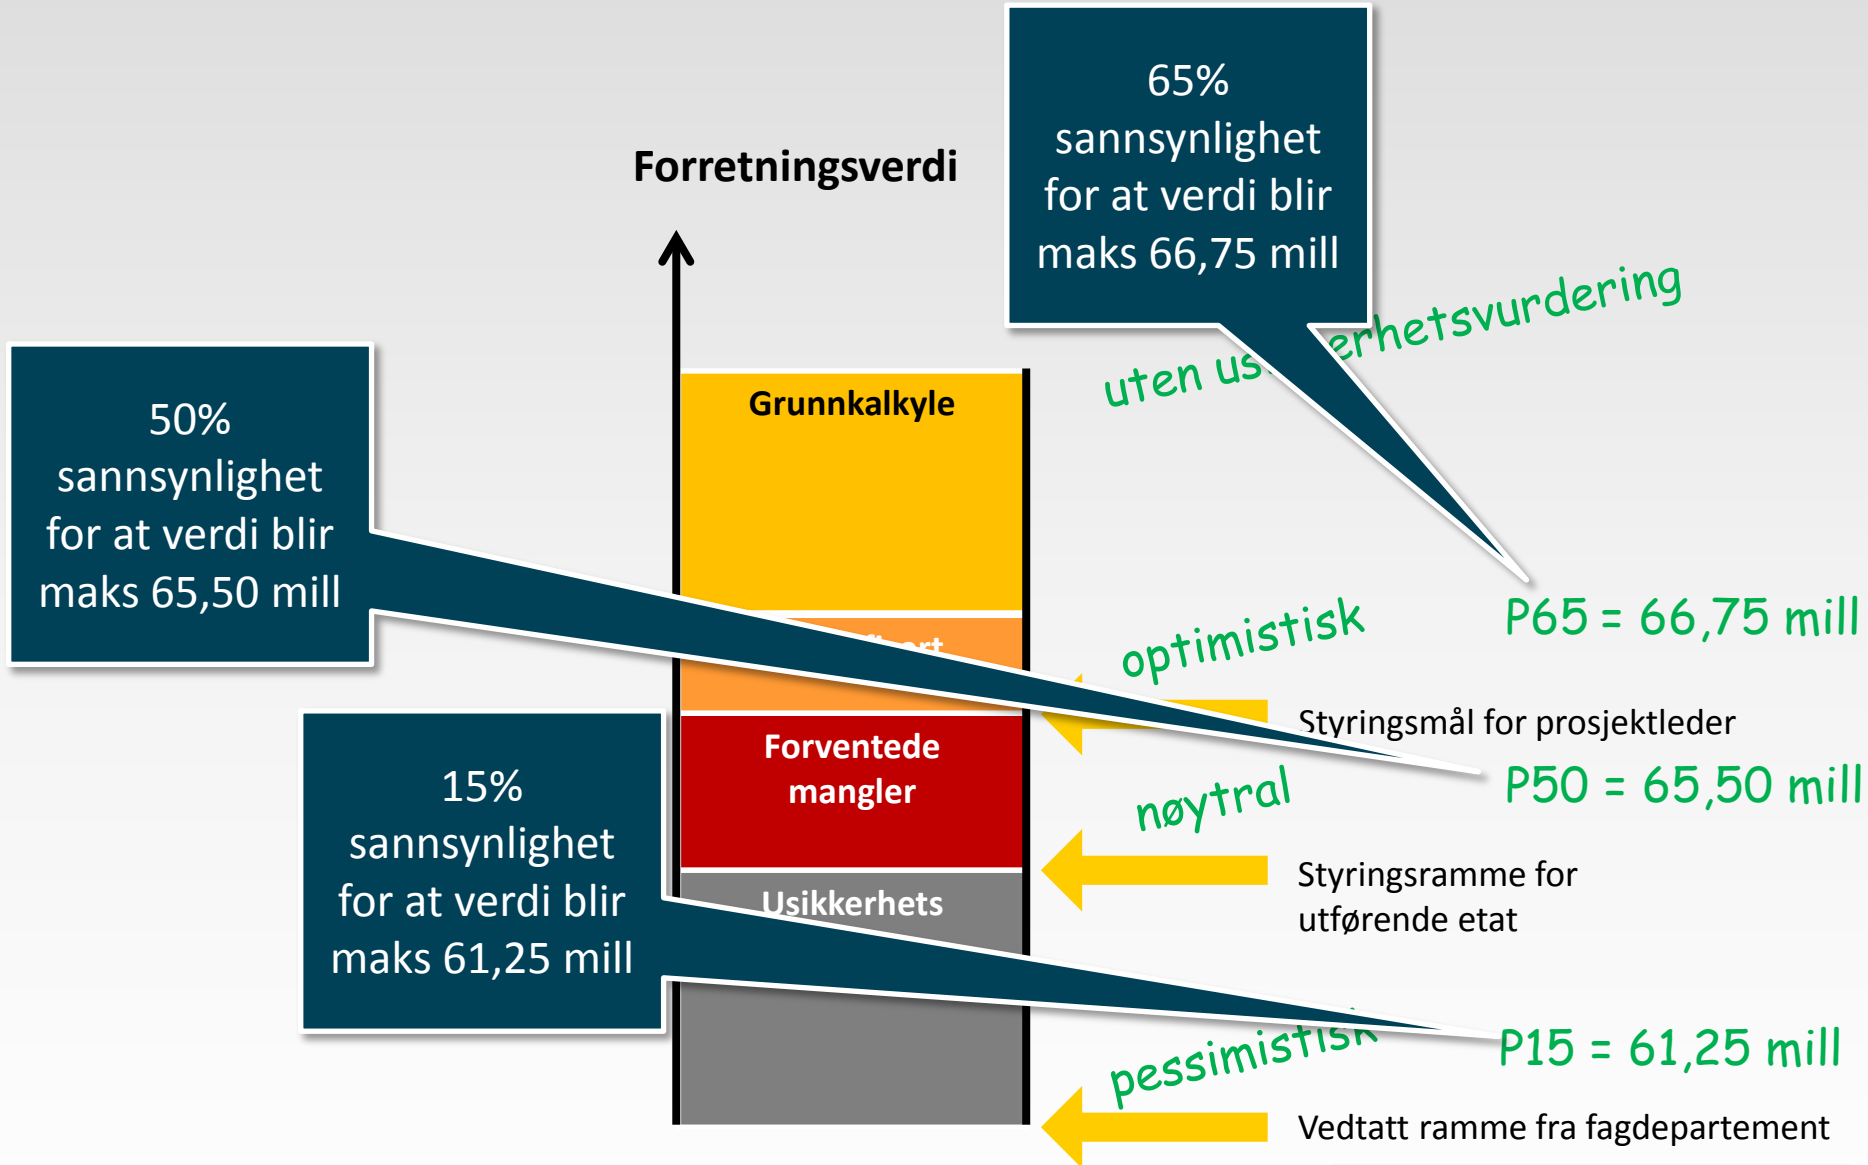 65%
sannsynlighet
for at verdi blir
maks 66,75 mill
Forretningsverdi
uten
50%
sannsynlighet
for at verdi blir
maks 65,50 mill
Grunnkalkyle
optimistisk
P65 = 66,75 mill
Styringsmål for prosjektleder
Forventede
mangler
nøytral
P50 = 65,50 mill
15%
sannsynlighet
for at verdi blir
maks 61,25 mill
Styringsramme for
utførende etat
Usikkerhets
pessimistisk
P15 = 61,25 mill
Vedtatt ramme fra fagdepartement